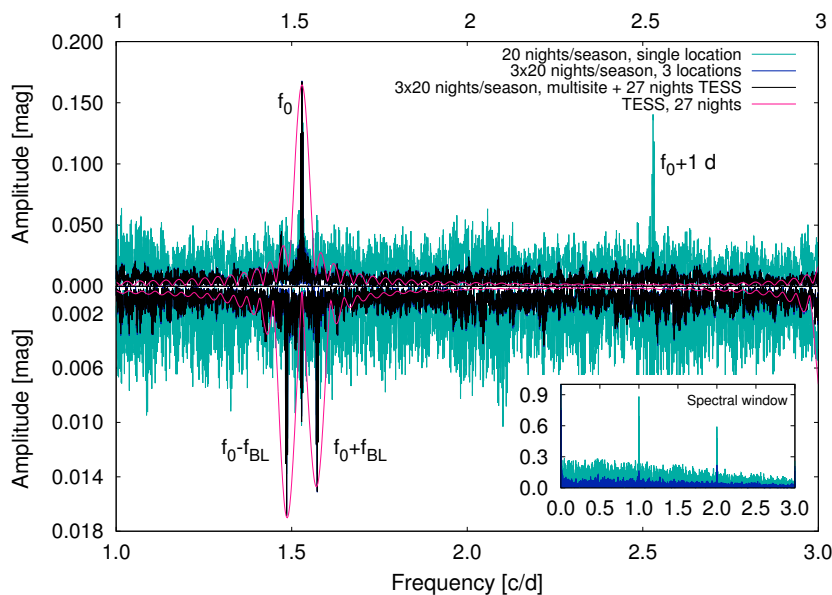 1 1.5 2 2.5 3
0.200
0.150
0.100
0.050
0.000
0.002
0.006
0.010
0.014
0.018
Amplitude [mag]
Amplitude [mag]
20 nights/season, single location
3x20 nights/season, 3 locations
3x20 nights/season, multisite + 27 nights TESS
TESS, 27 nights
f0
f0+1 d
f0-fBL
f0+fBL
Spectral window
0.9
0.6
0.3
0.0
0.0 0.5 1.0 1.5 2.0 2.5 3.0
1.0 1.5 2.0 2.5 3.0
Frequency [c/d]